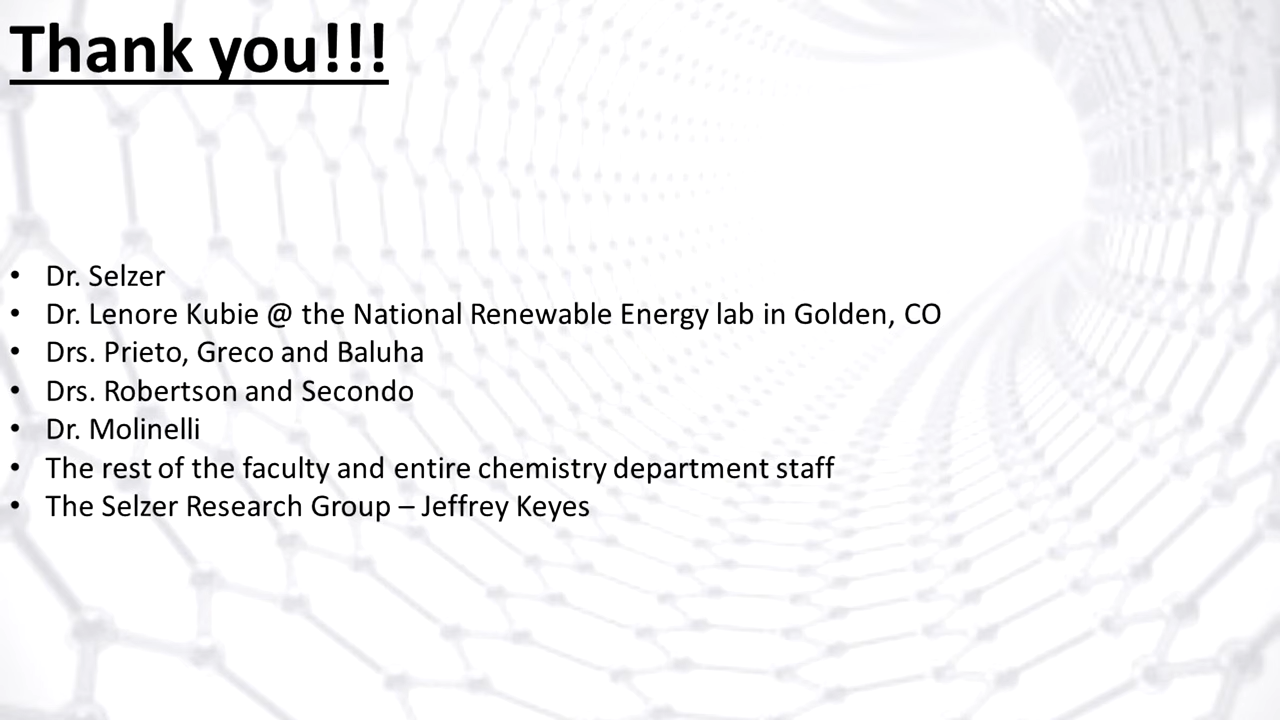 Thank you!!!
• Dr. Selzer
• Dr. Lenore Kubie @ the National Renewable Energy lab in Golden, CO
• Drs. Prieto, Greco and Baluha
• Drs. Robertson and Secondo
• Dr. Molinelli
• The rest of the faculty and entire chemistry department staff
• The Selzer Research Group – Jeffrey Keyes